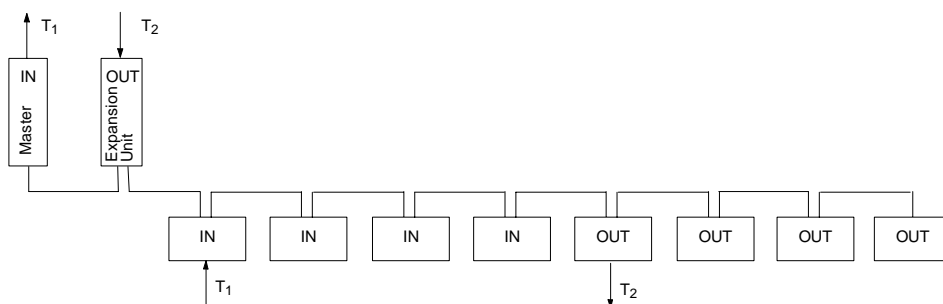 T1
T2
IN
Master
OUT
Expansion
Unit
IN
IN
IN
IN
OUT
OUT
OUT
OUT
T1
T2